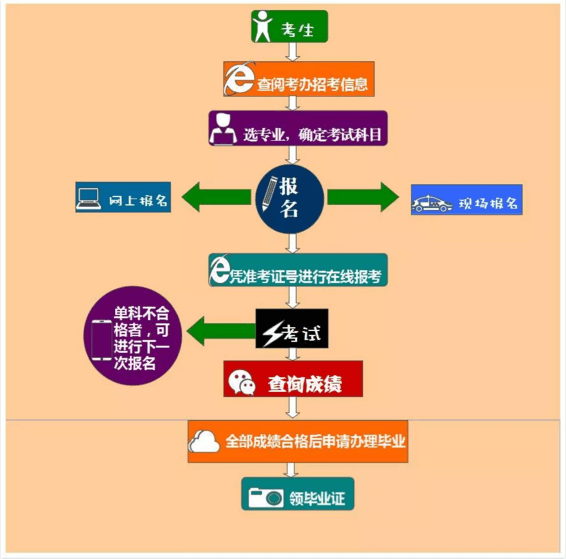 考生
查阅考办招考信息
选专业，确定考试科目
报
名
网上报名
现场报名
凭准考证号进行在线报考
单科不合
格者，可
进行下一
次报名
考试
查询成绩
全部成绩合格后申请办理毕业
领毕业证